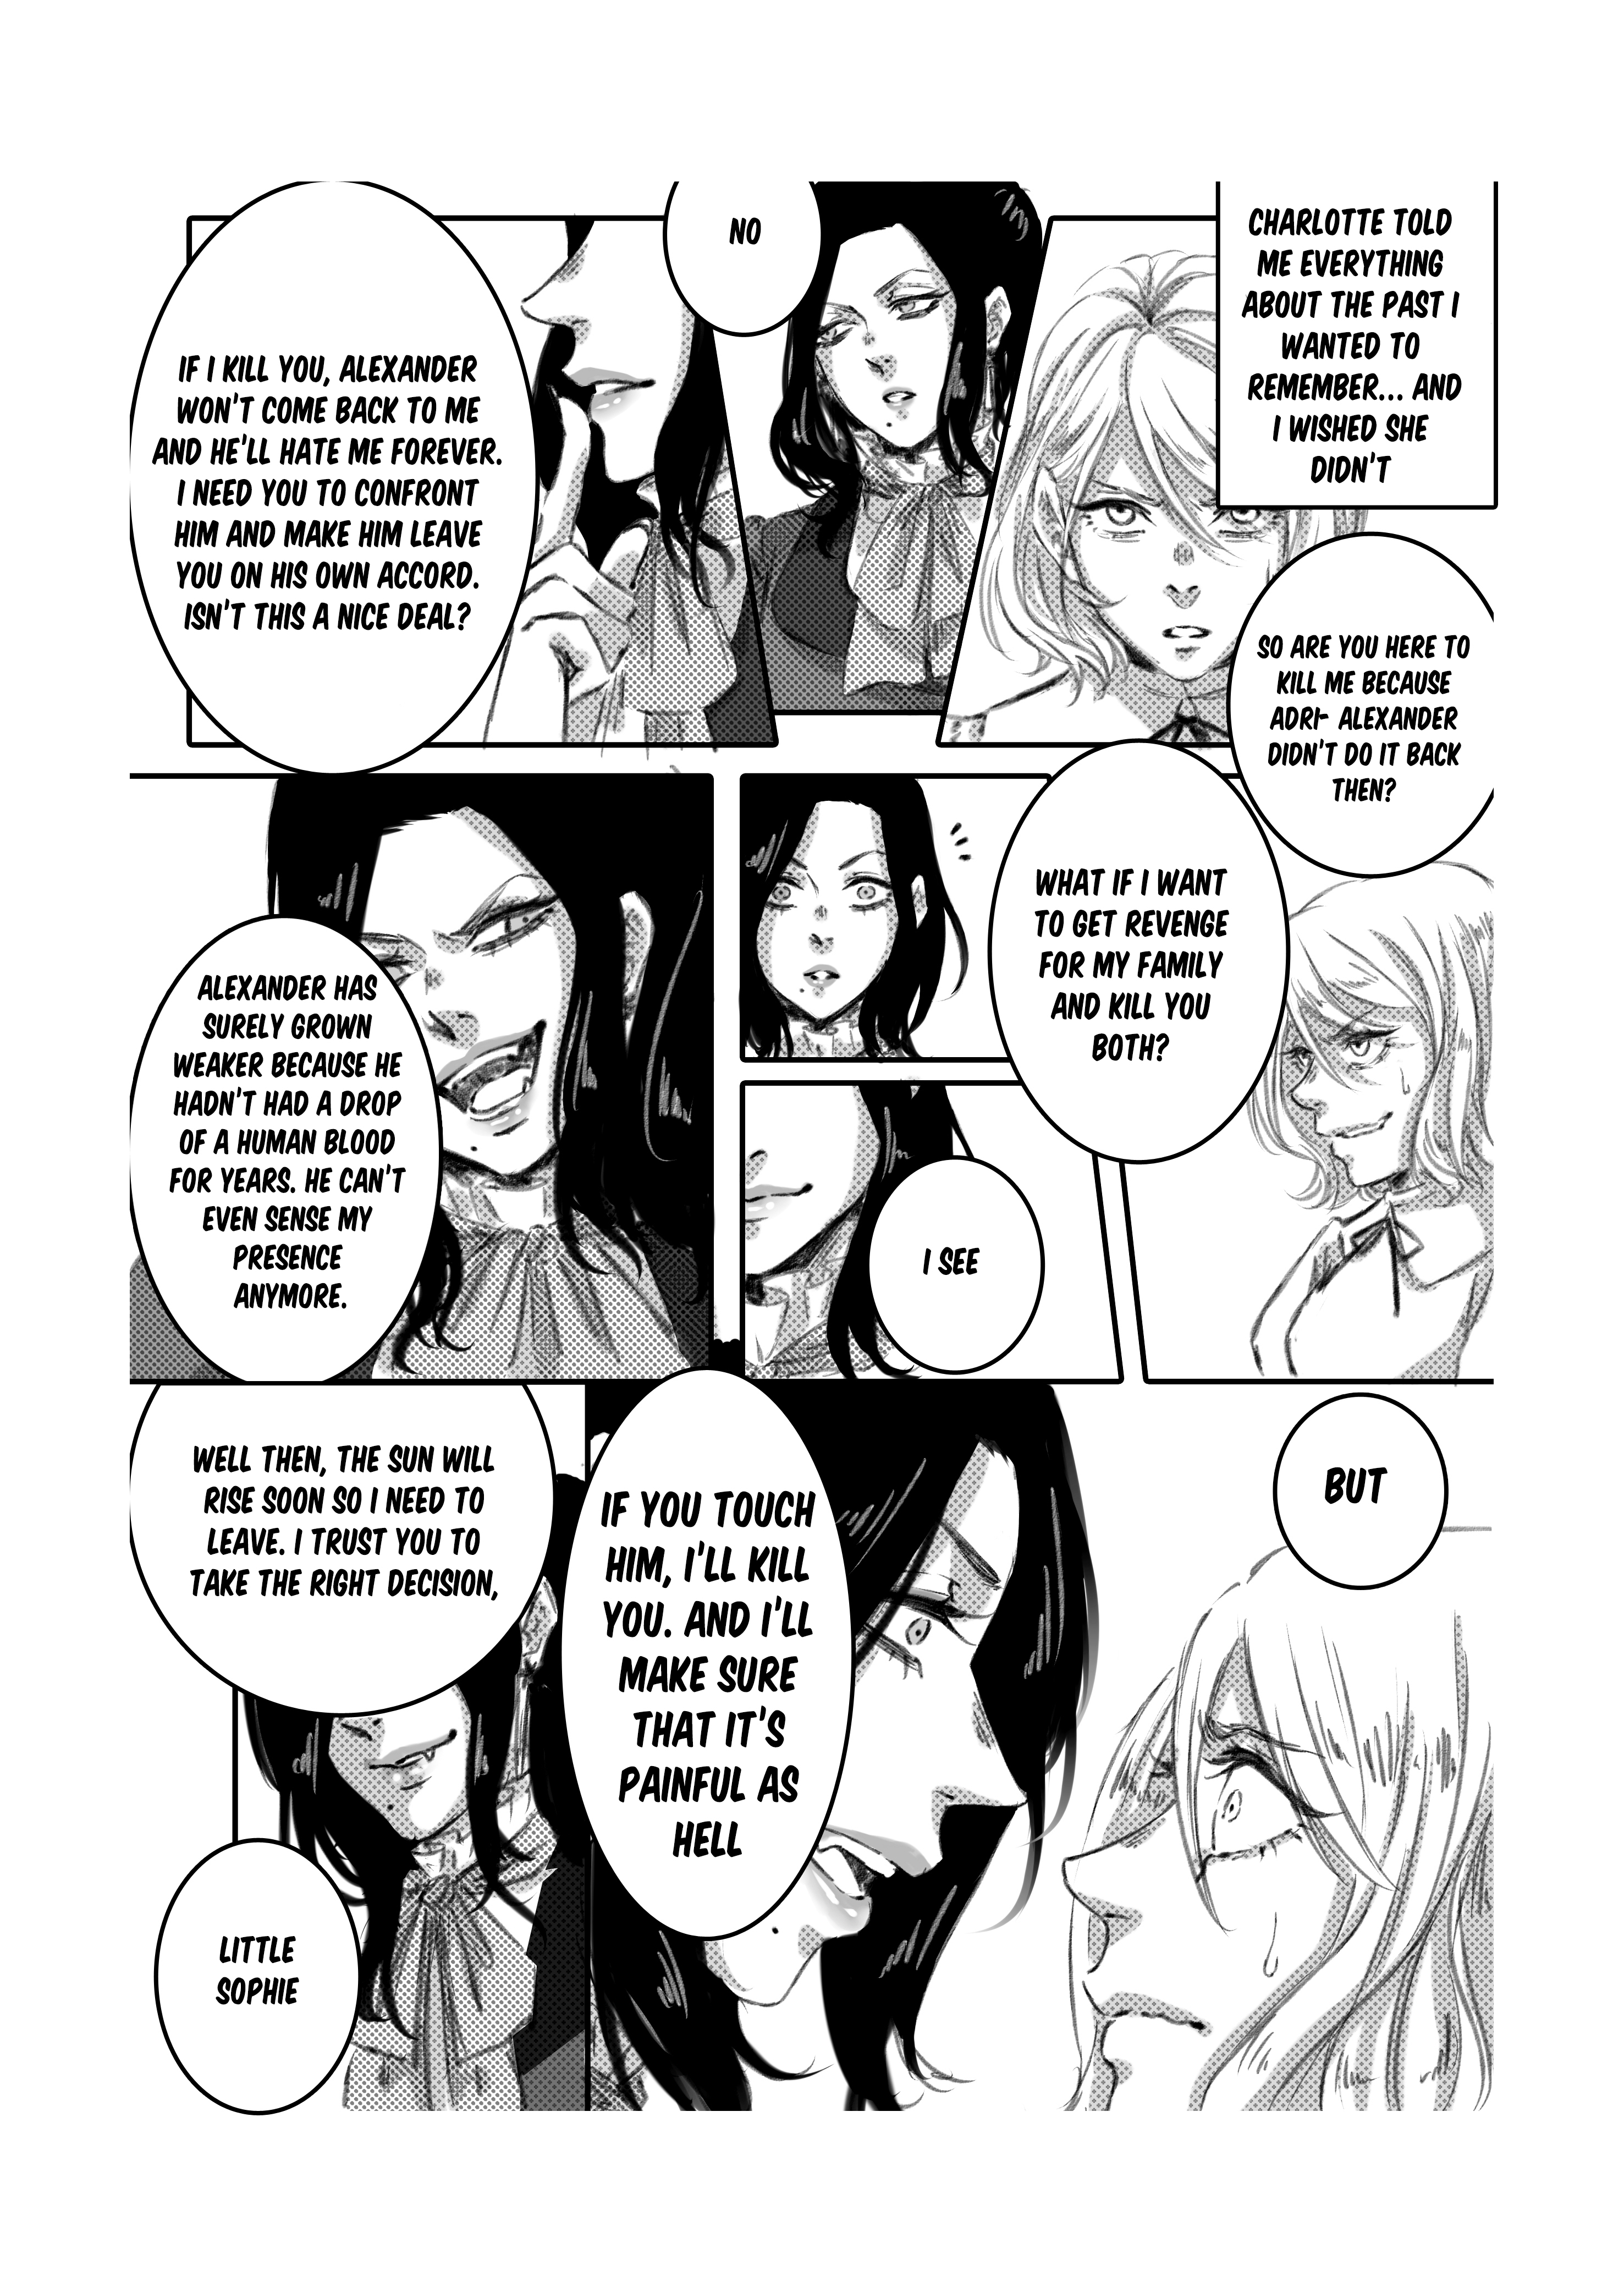 CHARLOTTE TOLD
ME EVERYTHING
ABOUT THE PAST I
WANTED TO
REMEMBER... AND
I WISHED SHE
DIDN'T
SO ARE YOU HERE TO
KILL ME BECAUSE
ADRI- ALEXANDER
DIDN'T DO IT BACK
THEN?
NO
IF I KILL YOU, ALEXANDER
WON'T COME BACK TO ME
AND HE'LL HATE ME FOREVER.
I NEED YOU TO CONFRONT
HIM AND MAKE HIM LEAVE
YOU ON HIS OWN ACCORD.
ISN'T THIS A NICE DEAL?
WHAT IF I WANT
TO GET REVENGE
FOR MY FAMILY
AND KILL YOU
BOTH?
I SEE
ALEXANDER HAS
SURELY GROWN
WEAKER BECAUSE HE
HADN'T HAD A DROP
OF A HUMAN BLOOD
FOR YEARS. HE CAN'T
EVEN SENSE MY
PRESENCE
ANYMORE.
BUT
IF YOU TOUCH
HIM, I'LL KILL
YOU. AND I'LL
MAKE SURE
THAT IT'S
PAINFUL AS
HELL
WELL THEN, THE SUN WILL
RISE SOON SO I NEED TO
LEAVE. I TRUST YOU TO
TAKE THE RIGHT DECISION,
LITTLE
SOPHIE